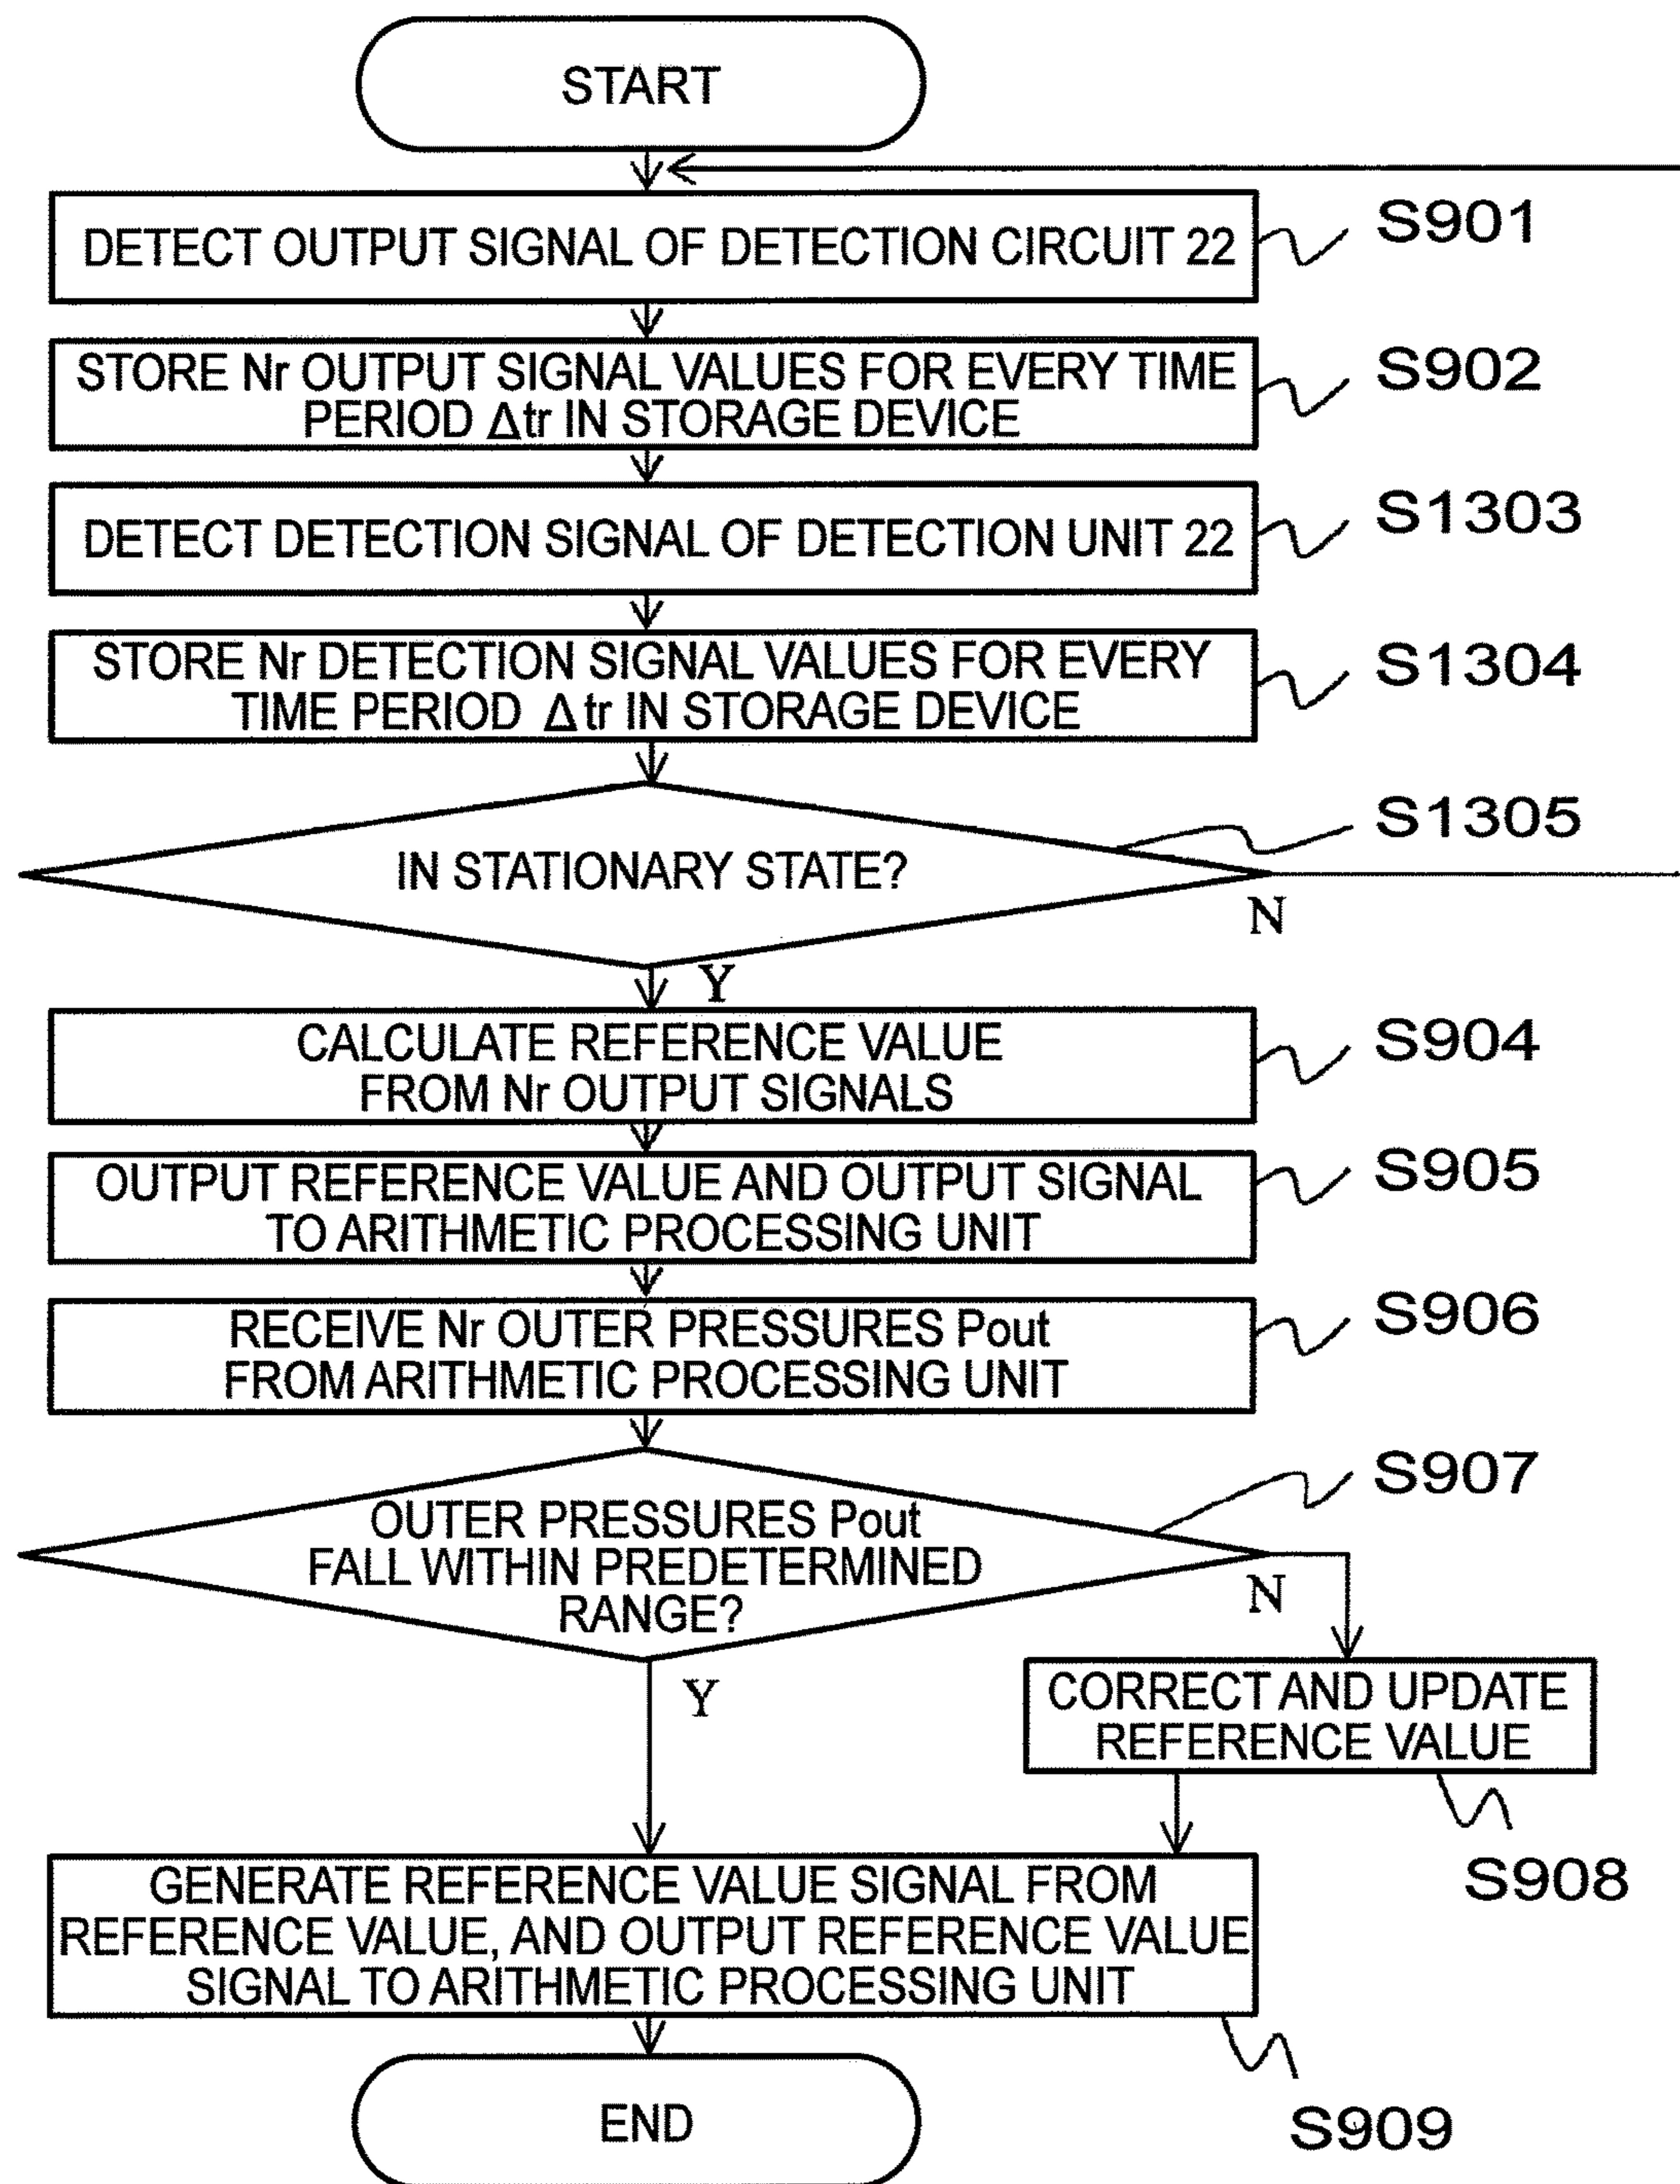 START
DETECT OUTPUT SIGNAL OF DETECTION CIRCUIT 22
S901
STORE Nr OUTPUT SIGNAL VALUES FOR EVERY TIME
PERIOD Δtr IN STORAGE DEVICE
S902
DETECT DETECTION SIGNAL OF DETECTION UNIT 22
S1303
STORE Nr DETECTION SIGNAL VALUES FOR EVERY
TIME PERIOD Δtr IN STORAGE DEVICE
S1304
IN STATIONARY STATE?
S1305
N
Y
CALCULATE REFERENCE VALUE
FROM Nr OUTPUT SIGNALS
S904
OUTPUT REFERENCE VALUE AND OUTPUT SIGNAL
TO ARITHMETIC PROCESSING UNIT
S905
RECEIVE Nr OUTER PRESSURES Pout
FROM ARITHMETIC PROCESSING UNIT
S906
OUTER PRESSURES Pout
FALL WITHIN PREDETERMINED
RANGE?
S907
N
Y
CORRECT AND UPDATE
REFERENCE VALUE
S908
GENERATE REFERENCE VALUE SIGNAL FROM
REFERENCE VALUE, AND OUTPUT REFERENCE VALUE
SIGNAL TO ARITHMETIC PROCESSING UNIT
S909
END